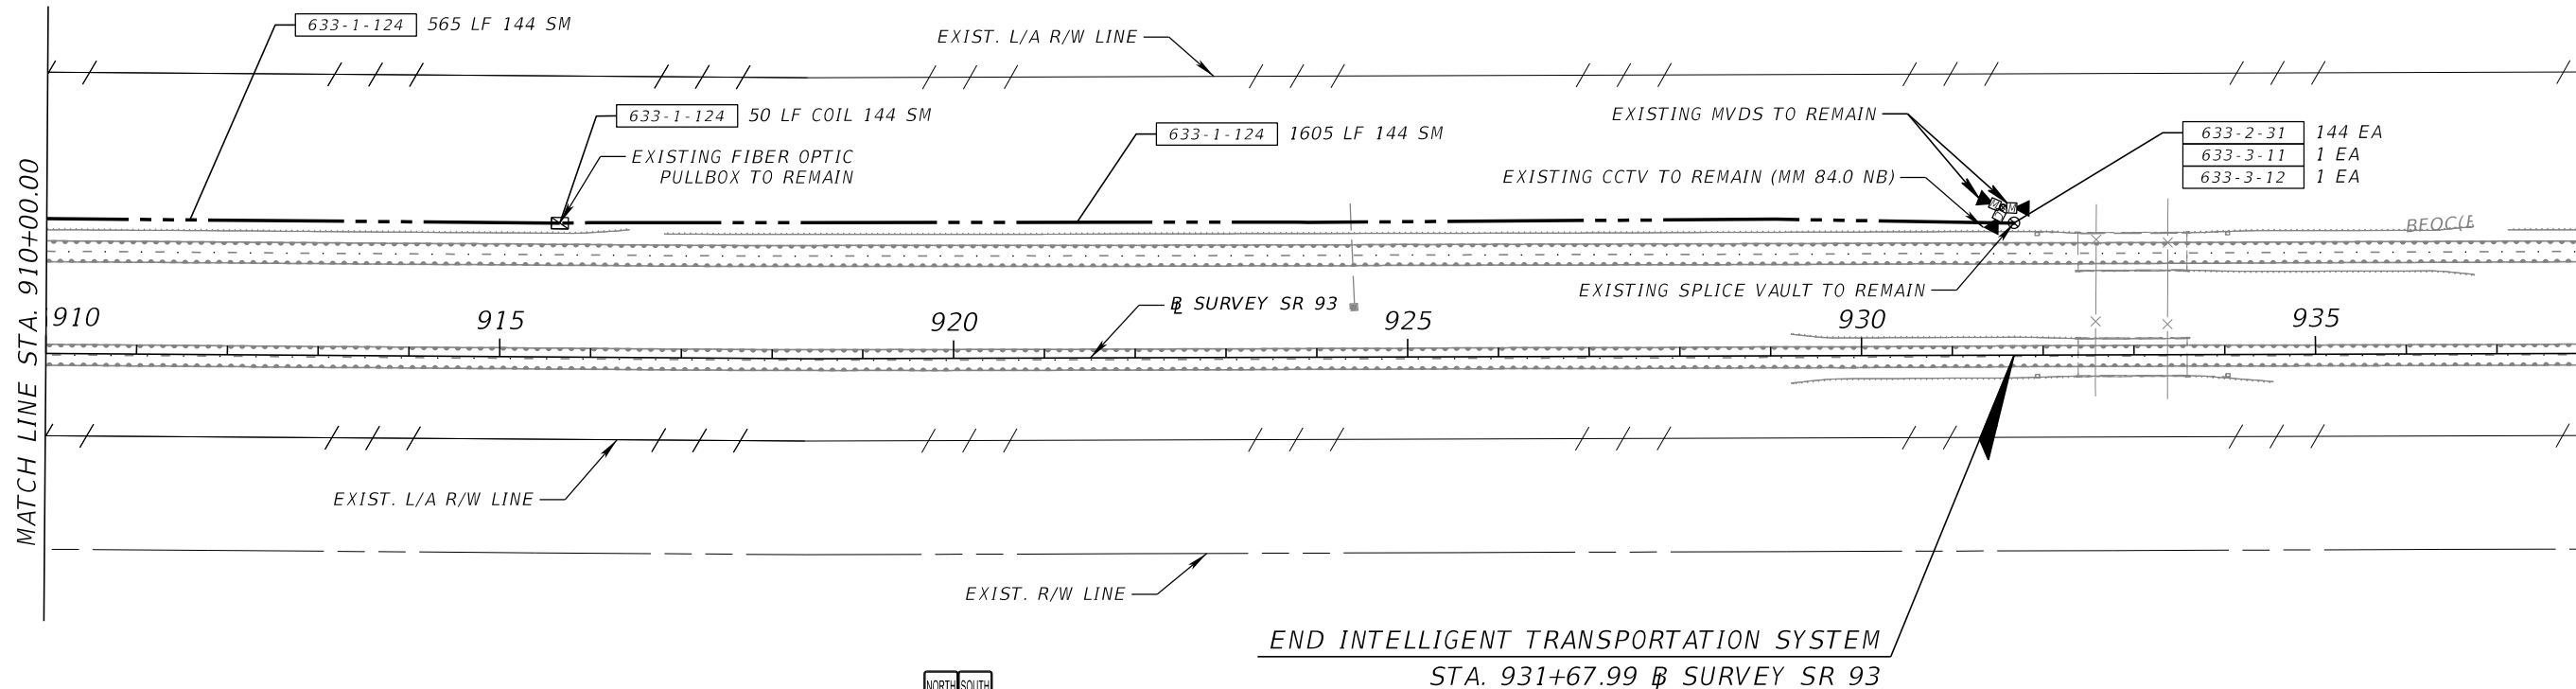 633-1-124 565 LF 144 SM
EXIST. L/A R/W LINE
633-1-124 50 LF COIL 144 SM
EXISTING FIBER OPTIC
PULLBOX TO REMAIN
633-1-124 1605 LF 144 SM
EXISTING MVDS TO REMAIN
EXISTING CCTV TO REMAIN (MM 84.0 NB)
633-2-31 144 EA
633-3-11 1 EA
633-3-12 1 EA
MATCH LINE STA. 910+00.00
EXISTING SPLICE VAULT TO REMAIN
BL SURVEY SR 93
910 915 920 925 930 935
EXIST. L/A R/W LINE
EXIST. R/W LINE
END INTELLIGENT TRANSPORTATION SYSTEM
STA. 931+67.99 BL SURVEY SR 93
NORTH SOUTH